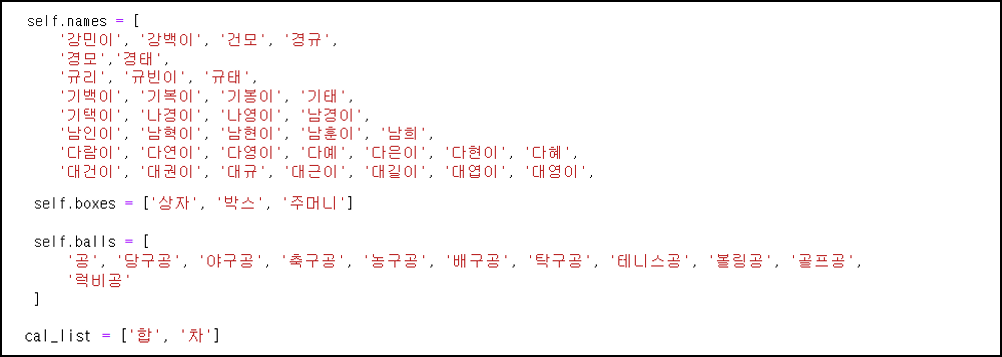 self.names = [
'강민이', '강백이', '건모', '경규',
'경모','경태',
'규리', '규빈이', '규태',
'기백이', '기복이', '기봉이', '기태',
'기택이', '나경이', '나영이', '남경이',
'남인이', '남혁이', '남현이', '남훈이', '남희',
'다람이', '다연이', '다영이', '다예', '다은이', '다현이', '다혜',
'대건이', '대권이', '대규', '대근이', '대길이', '대엽이', '대영이',
self.boxes = ['상자', '박스', '주머니']
self.balls = [
'공', '당구공', '야구공', '축구공', '농구공', '배구공', '탁구공', '테니스공', '볼링공', '골프공',
'럭비공'
]
cal_list = ['합', '차']